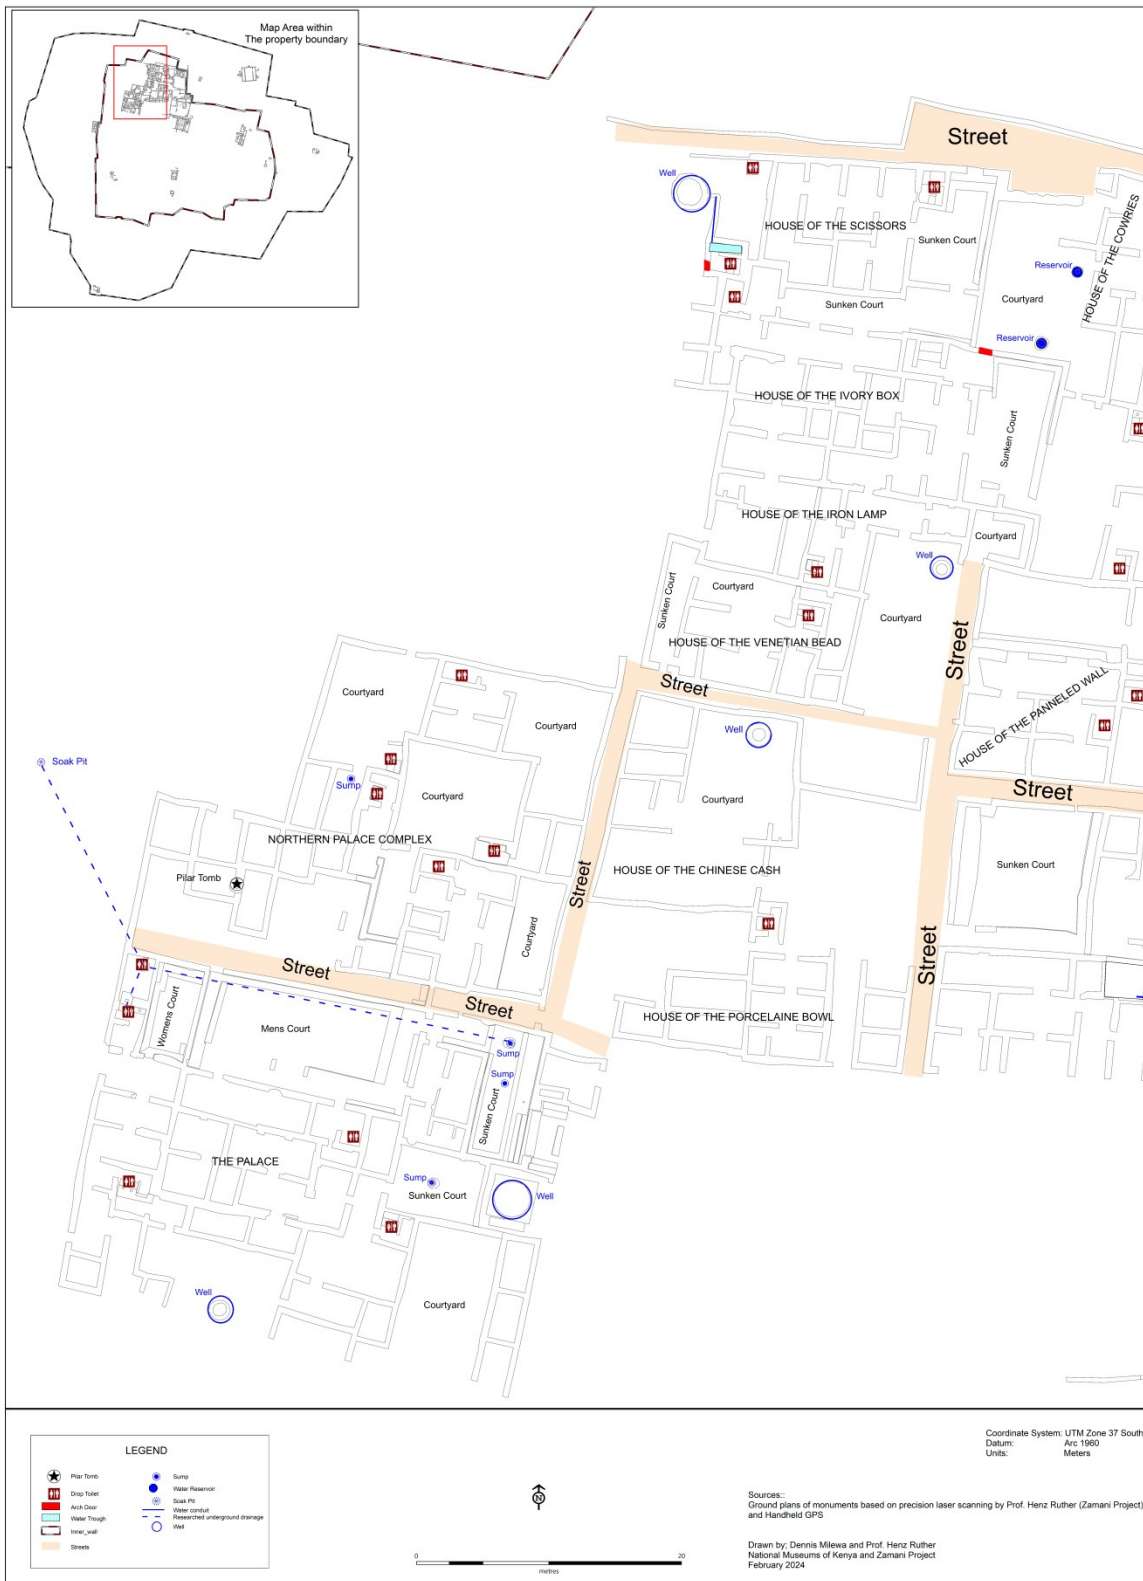 Map Area within
The property boundary
Street
Well
HOUSE OF THE SCISSORS
Sunken Court
HOUSE OF THE COWRIES
Reservoir
Courtyard
Sunken Court
Reservoir
HOUSE OF THE IVORY BOX
Sunken Court
HOUSE OF THE IRON LAMP
Courtyard
Well
Sunken Court
Courtyard
Courtyard
HOUSE OF THE VENETIAN BEAD
Street
Street
HOUSE OF THE PANNELED WALL
Courtyard
Courtyard
Well
Soak Pit
Sump
Courtyard
Courtyard
Street
NORTHERN PALACE COMPLEX
Sunken Court
HOUSE OF THE CHINESE CASH
Pilar Tomb
Street
Courtyard
Street
Street
Street
Womens Court
Mens Court
HOUSE OF THE PORCELAINE BOWL
Sump
Sump
Sunken Court
THE PALACE
Sump
Sunken Court
Well
Well
Courtyard
LEGEND
Pilar Tomb
Drop Toilet
Arch Door
Water Trough
Inner_wall
Streets
Sump
Water Reservoir
Soak Pit
Water conduit
Researched underground drainage
Well
N
0 20
metres
Coordinate System: UTM Zone 37 South
Datum: Arc 1960
Units: Meters
Sources::
Ground plans of monuments based on precision laser scanning by Prof. Henz Ruther (Zamani Project)
and Handheld GPS
Drawn by; Dennis Milewa and Prof. Henz Ruther
National Museums of Kenya and Zamani Project
February 2024